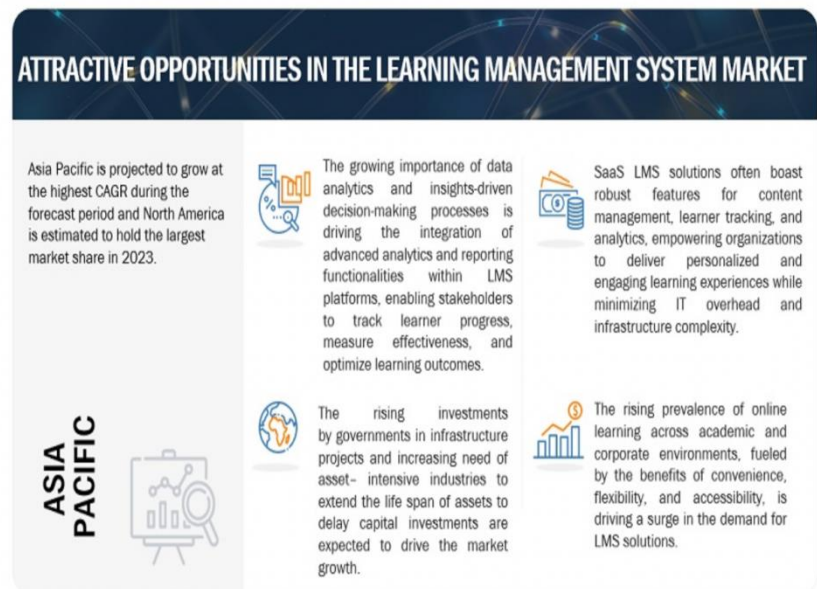 ATTRACTIVE OPPORTUNITIES IN THE LEARNING MANAGEMENT SYSTEM MARKET
Asia Pacific is projected to grow at
the highest CAGR during the
forecast period and North America
is estimated to hold the largest
market share in 2023.
ASIA
PACIFIC
The growing importance of data
analytics and insights-driven
decision-making processes is
driving the integration of
advanced analytics and reporting
functionalities within LMS
platforms, enabling stakeholders
to track learner progress,
measure effectiveness, and
optimize learning outcomes.
SaaS LMS solutions often boast
robust features for content
management, learner tracking, and
analytics, empowering organizations
to deliver personalized and
engaging learning experiences while
minimizing IT overhead and
infrastructure complexity.
The rising investments
by governments in infrastructure
projects and increasing need of
asset– intensive industries to
extend the life span of assets to
delay capital investments are
expected to drive the market
growth.
The rising prevalence of online
learning across academic and
corporate environments, fueled
by the benefits of convenience,
flexibility, and accessibility, is
driving a surge in the demand for
LMS solutions.